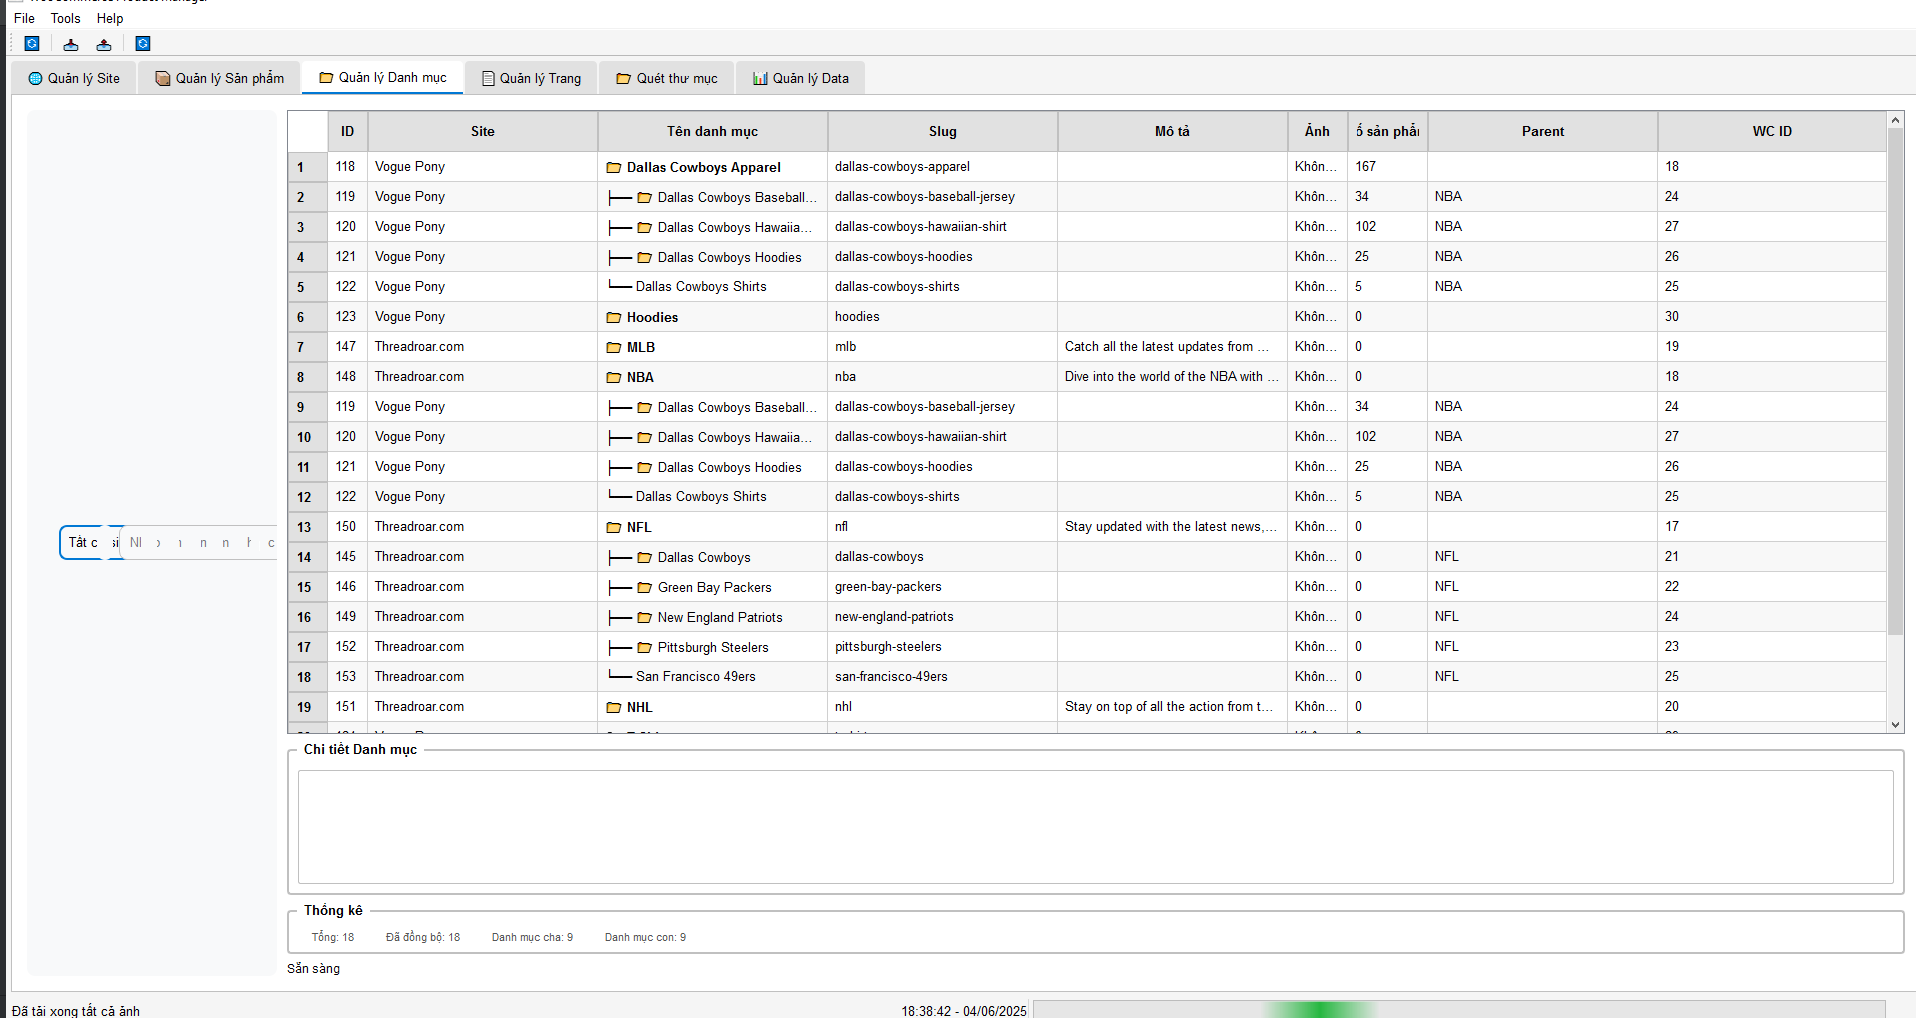 File Tools Help
Quản lý Site Quản lý Sản phẩm Quản lý Danh mục Quản lý Trang Quét thư mục Quản lý Data
ID Site Tên danh mục Slug Mô tả Ảnh ố sản phẩ Parent WC ID
1 118 Vogue Pony Dallas Cowboys Apparel dallas-cowboys-apparel Khôn... 167 18
2 119 Vogue Pony Dallas Cowboys Baseball... dallas-cowboys-baseball-jersey Khôn... 34 NBA 24
3 120 Vogue Pony Dallas Cowboys Hawaiia... dallas-cowboys-hawaiian-shirt Khôn... 102 NBA 27
4 121 Vogue Pony Dallas Cowboys Hoodies dallas-cowboys-hoodies Khôn... 25 NBA 26
5 122 Vogue Pony Dallas Cowboys Shirts dallas-cowboys-shirts Khôn... 5 NBA 25
6 123 Vogue Pony Hoodies hoodies Khôn... 0 30
7 147 Threadroar.com MLB mlb Catch all the latest updates from ... Khôn... 0 19
8 148 Threadroar.com NBA nba Dive into the world of the NBA with ... Khôn... 0 18
9 119 Vogue Pony Dallas Cowboys Baseball... dallas-cowboys-baseball-jersey Khôn... 34 NBA 24
10 120 Vogue Pony Dallas Cowboys Hawaiia... dallas-cowboys-hawaiian-shirt Khôn... 102 NBA 27
11 121 Vogue Pony Dallas Cowboys Hoodies dallas-cowboys-hoodies Khôn... 25 NBA 26
12 122 Vogue Pony Dallas Cowboys Shirts dallas-cowboys-shirts Khôn... 5 NBA 25
13 150 Threadroar.com NFL nfl Stay updated with the latest news,... Khôn... 0 17
14 145 Threadroar.com Dallas Cowboys dallas-cowboys Khôn... 0 NFL 21
15 146 Threadroar.com Green Bay Packers green-bay-packers Khôn... 0 NFL 22
16 149 Threadroar.com New England Patriots new-england-patriots Khôn... 0 NFL 24
17 152 Threadroar.com Pittsburgh Steelers pittsburgh-steelers Khôn... 0 NFL 23
18 153 Threadroar.com San Francisco 49ers san-francisco-49ers Khôn... 0 NFL 25
19 151 Threadroar.com NHL nhl Stay on top of all the action from t... Khôn... 0 20
Tất c
Chi tiết Danh mục
Thống kê
Tổng: 18 Đã đồng bộ: 18 Danh mục cha: 9 Danh mục con: 9
Sẵn sàng
Đã tải xong tất cả ảnh 18:38:42 - 04/06/2025